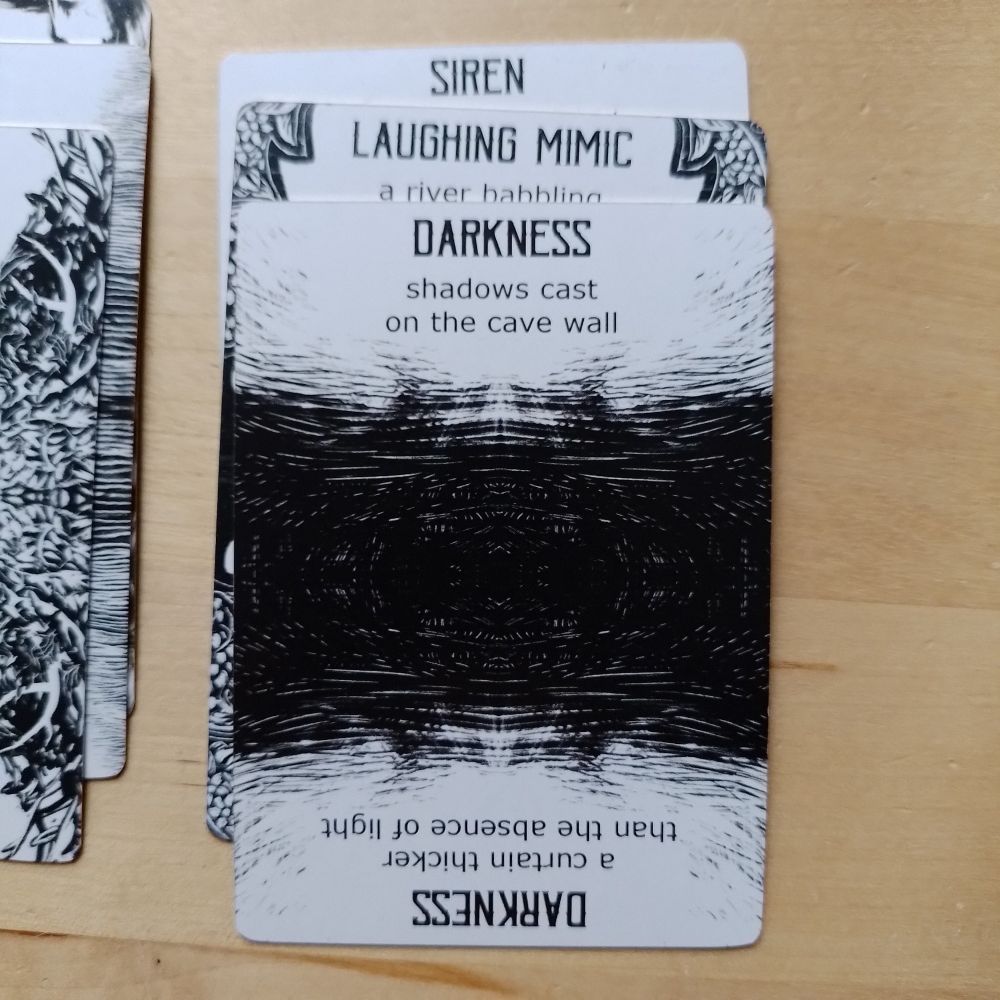 SIREN
LAUGHING MIMIC
a river babbling
DARKNESS
shadows cast
on the cave wall
DARKNESS
a curtain thicker
than the absence of light